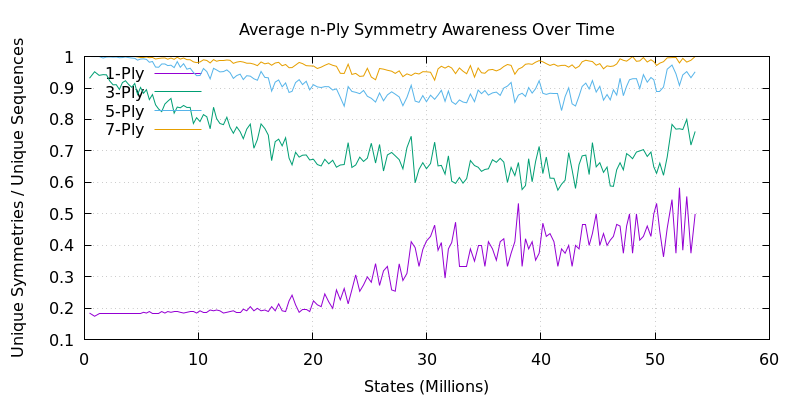 Average n-Ply Symmetry Awareness Over Time
Unique Symmetries / Unique Sequences
1
0.9
0.8
0.7
0.6
0.5
0.4
0.3
0.2
0.1
1-Ply
3-Ply
5-Ply
7-Ply
0 10 20 30 40 50 60
States (Millions)